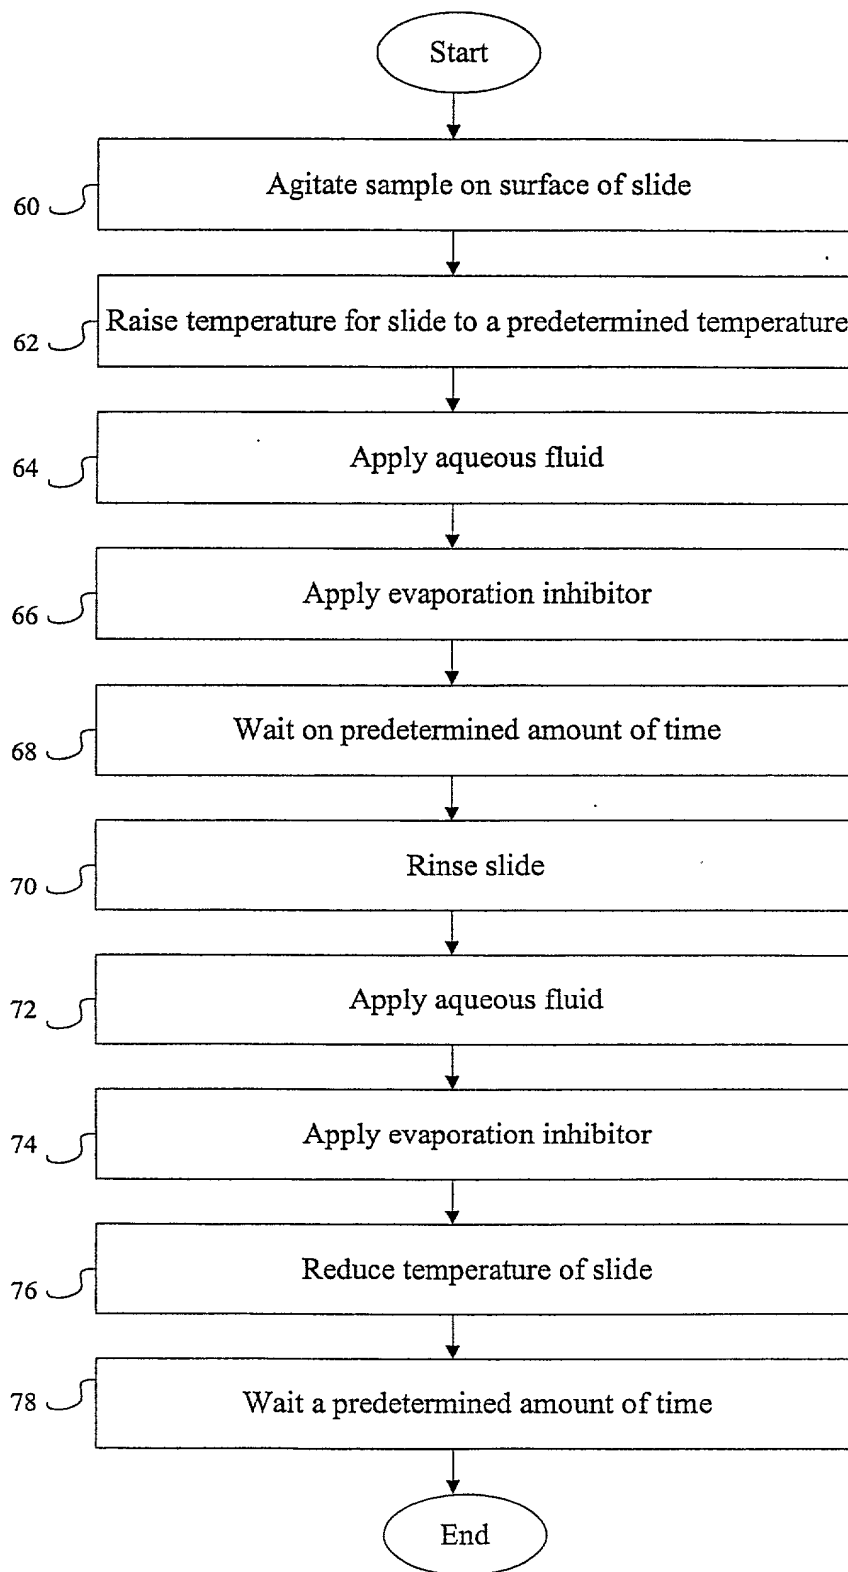 Start
60
Agitate sample on surface of slide
62
Raise temperature for slide to a predetermined temperature
64
Apply aqueous fluid
66
Apply evaporation inhibitor
68
Wait on predetermined amount of time
70
Rinse slide
72
Apply aqueous fluid
74
Apply evaporation inhibitor
76
Reduce temperature of slide
78
Wait a predetermined amount of time
End